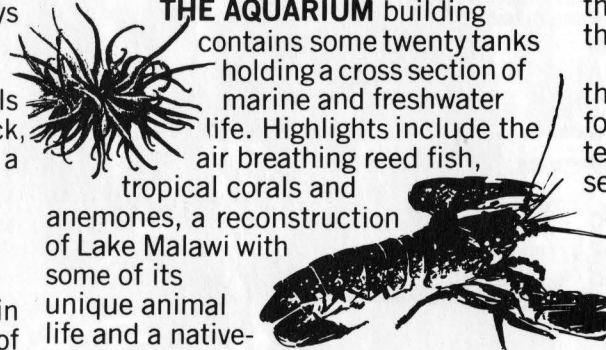 THE AQUARIUM building
contains some twenty tanks
holding a cross section of
marine and freshwater
life. Highlights include the
air breathing reed fish,
tropical corals and
anemones, a reconstruction
of Lake Malawi with
some of its
unique animal
life and a native-